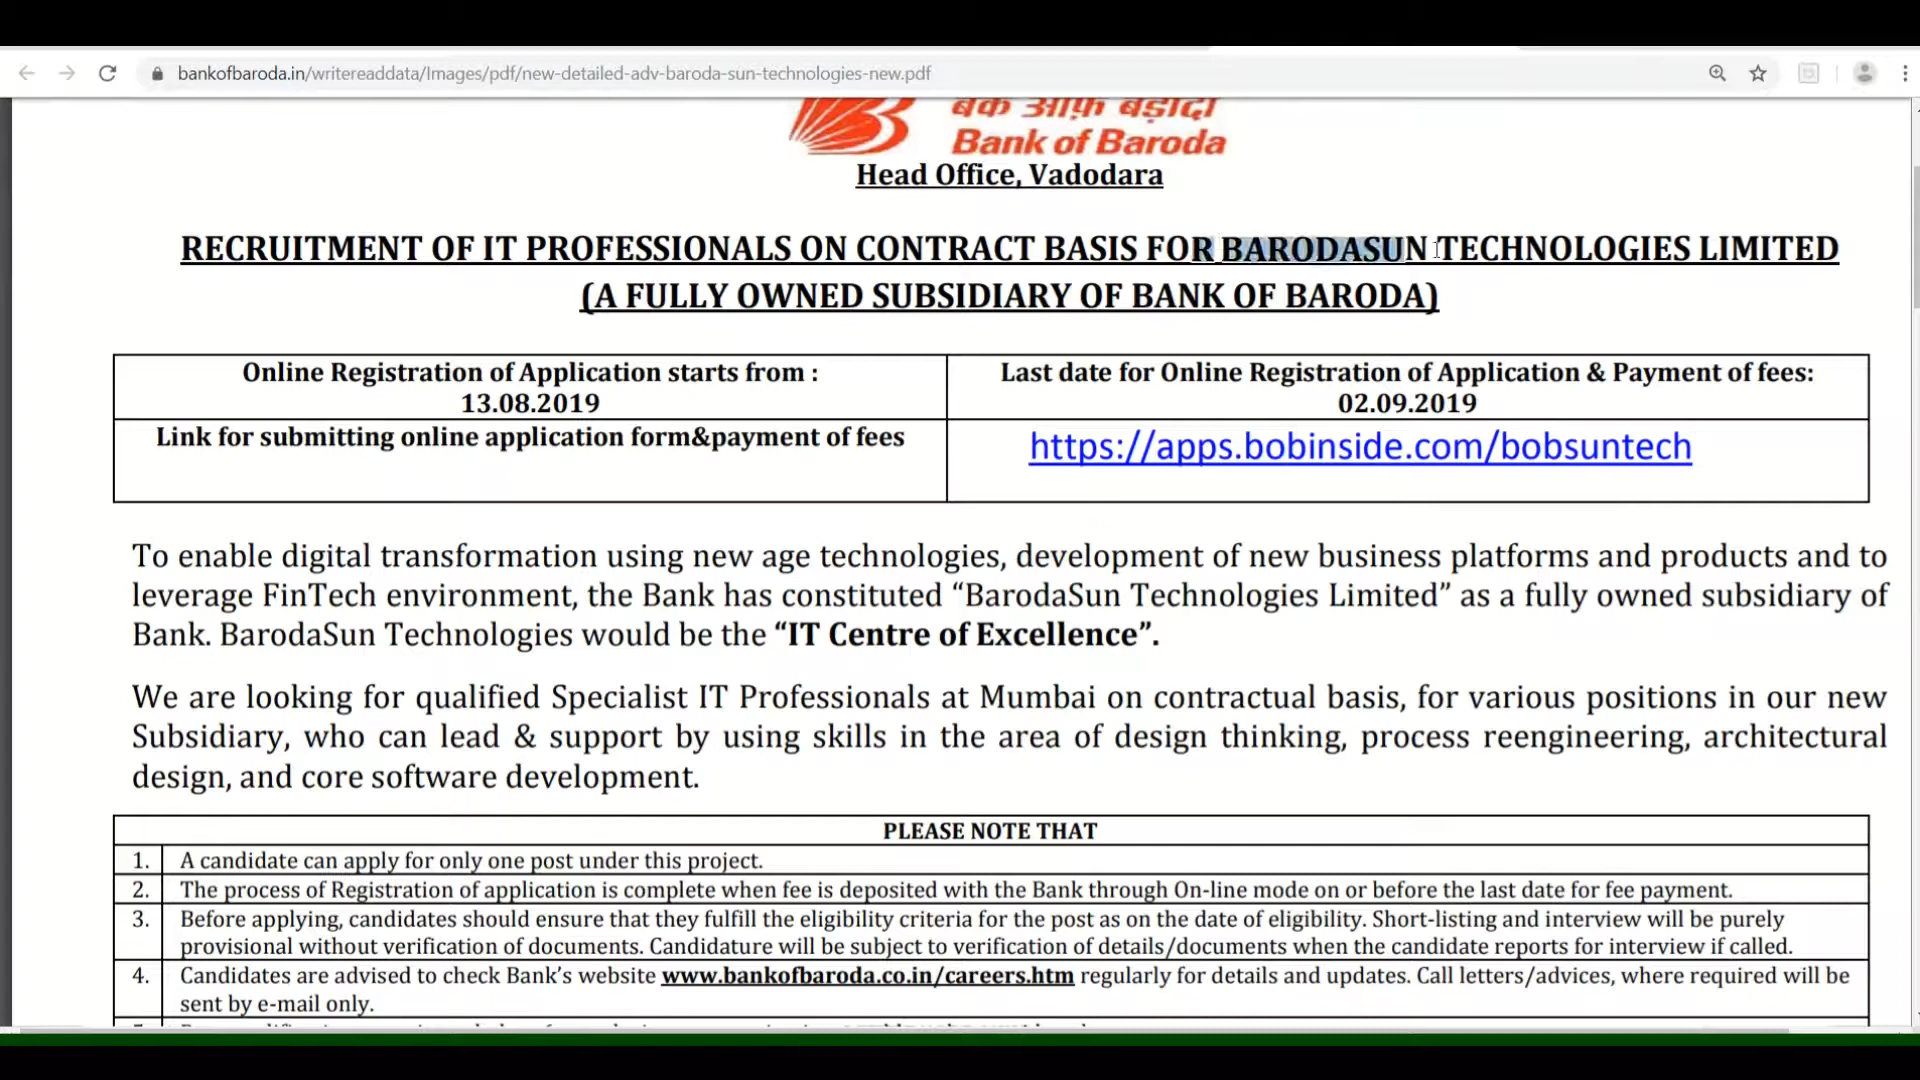 bankofbaroda.in/writereaddata/Images/pdf/new-detailed-adv-baroda-sun-technologies-new.pdf
बैंक ऑफ़ बड़ौदा
Bank of Baroda
Head Office, Vadodara
RECRUITMENT OF IT PROFESSIONALS ON CONTRACT BASIS FOR BARODASUN TECHNOLOGIES LIMITED
(A FULLY OWNED SUBSIDIARY OF BANK OF BARODA)
Online Registration of Application starts from :
13.08.2019
Last date for Online Registration of Application & Payment of fees:
02.09.2019
Link for submitting online application form&payment of fees
https://apps.bobinside.com/bobsuntech
To enable digital transformation using new age technologies, development of new business platforms and products and to
leverage FinTech environment, the Bank has constituted “BarodaSun Technologies Limited” as a fully owned subsidiary of
Bank. BarodaSun Technologies would be the “IT Centre of Excellence”.
We are looking for qualified Specialist IT Professionals at Mumbai on contractual basis, for various positions in our new
Subsidiary, who can lead & support by using skills in the area of design thinking, process reengineering, architectural
design, and core software development.
PLEASE NOTE THAT
1. A candidate can apply for only one post under this project.
2. The process of Registration of application is complete when fee is deposited with the Bank through On-line mode on or before the last date for fee payment.
3. Before applying, candidates should ensure that they fulfill the eligibility criteria for the post as on the date of eligibility. Short-listing and interview will be purely
provisional without verification of documents. Candidature will be subject to verification of details/documents when the candidate reports for interview if called.
4. Candidates are advised to check Bank’s website www.bankofbaroda.co.in/careers.htm regularly for details and updates. Call letters/advices, where required will be
sent by e-mail only.